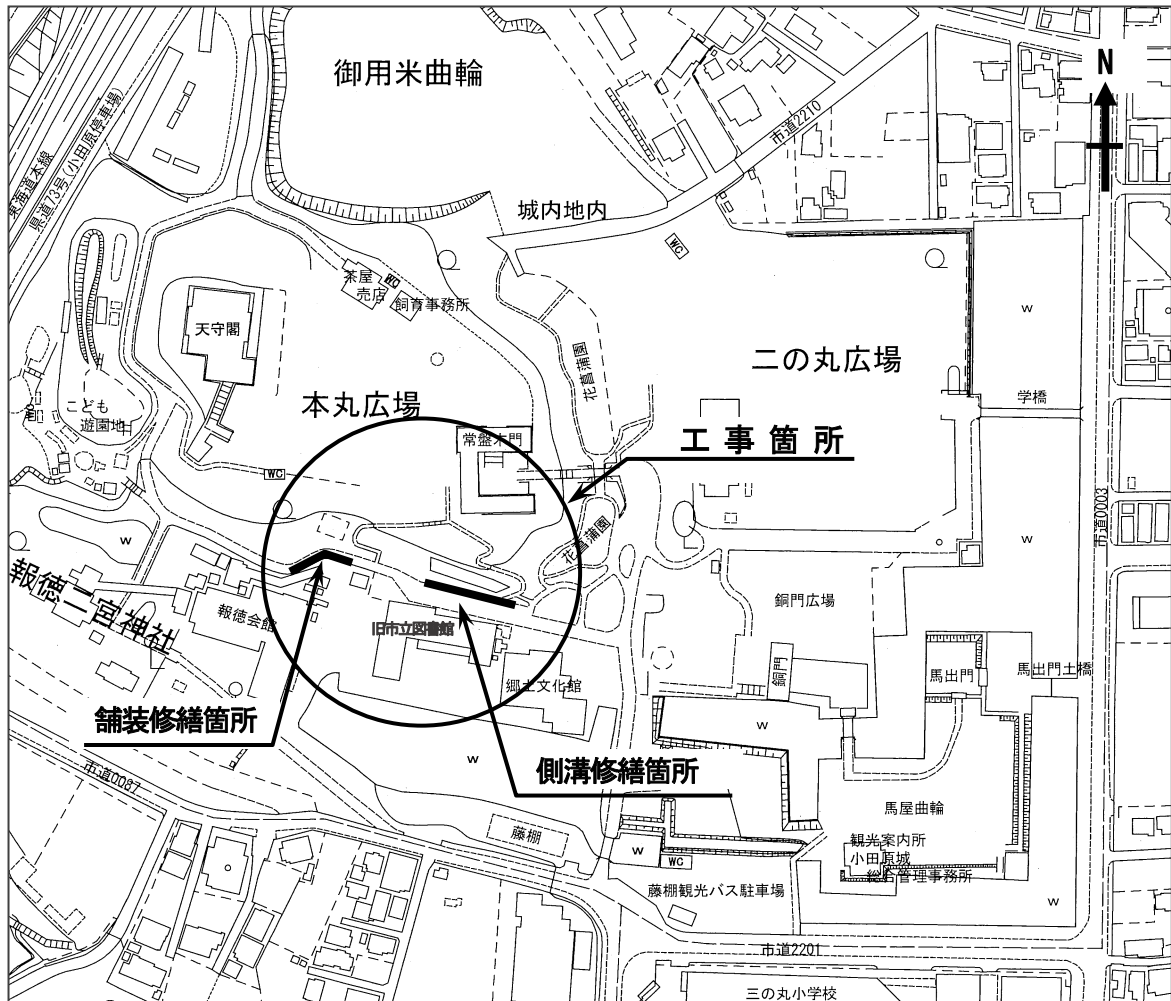 御用米曲輪
N
市道2210
東海道本線
県道73号(小田原停車場)
城内地内
WC
茶屋
売店
WC
飼育事務所
天守閣
花菖蒲園
二の丸広場
W
学橋
こども
遊園地
WC
本丸広場
常盤木門
工事箇所
WC
市道0003
W
W
花菖蒲園
報徳二宮神社
報徳会館
旧市立図書館
銅門広場
郷土文化館
銅門
馬出門
馬出門土橋
舗装修繕箇所
W
W
側溝修繕箇所
市道0087
馬屋曲輪
藤棚
W
WC
観光案内所
小田原城
総合管理事務所
藤棚観光バス駐車場
W
市道2201
三の丸小学校